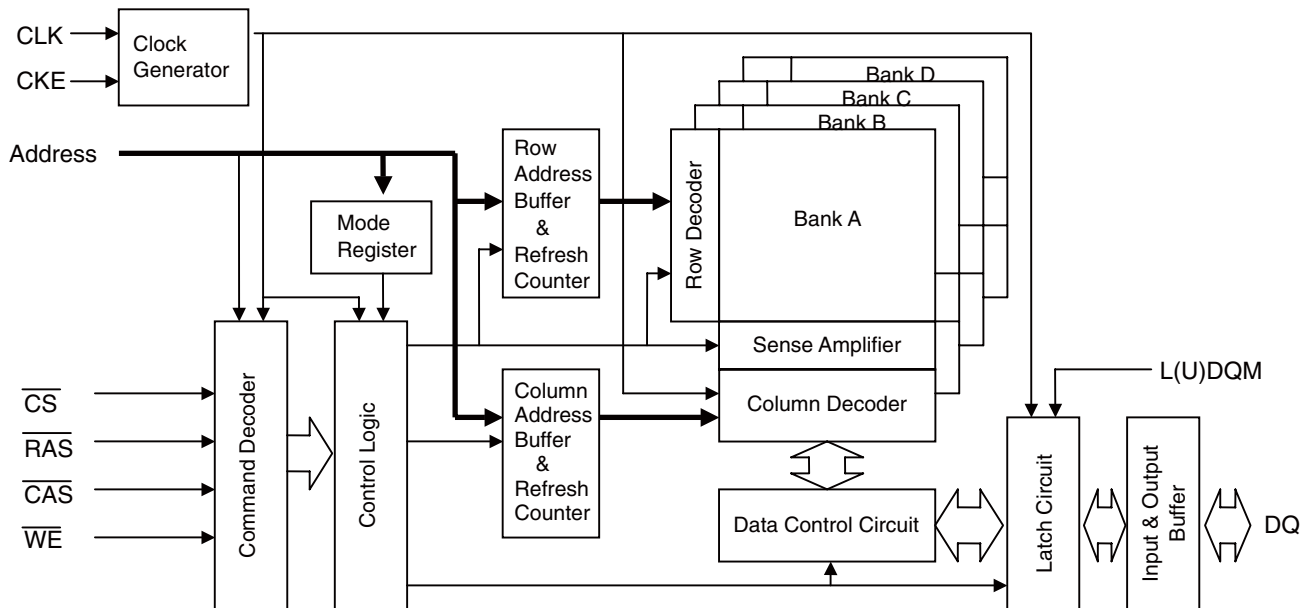 CLK
CKE
Clock
Generator
Address
Mode
Register
Row
Address
Buffer
&
Refresh
Counter
Bank D
Bank C
Bank B
Bank A
Row Decoder
Sense Amplifier
Column Decoder
CS
RAS
CAS
WE
Command Decoder
Control Logic
Column
Address
Buffer
&
Refresh
Counter
Data Control Circuit
L(U)DQM
Latch Circuit
Input & Output
Buffer
DQ